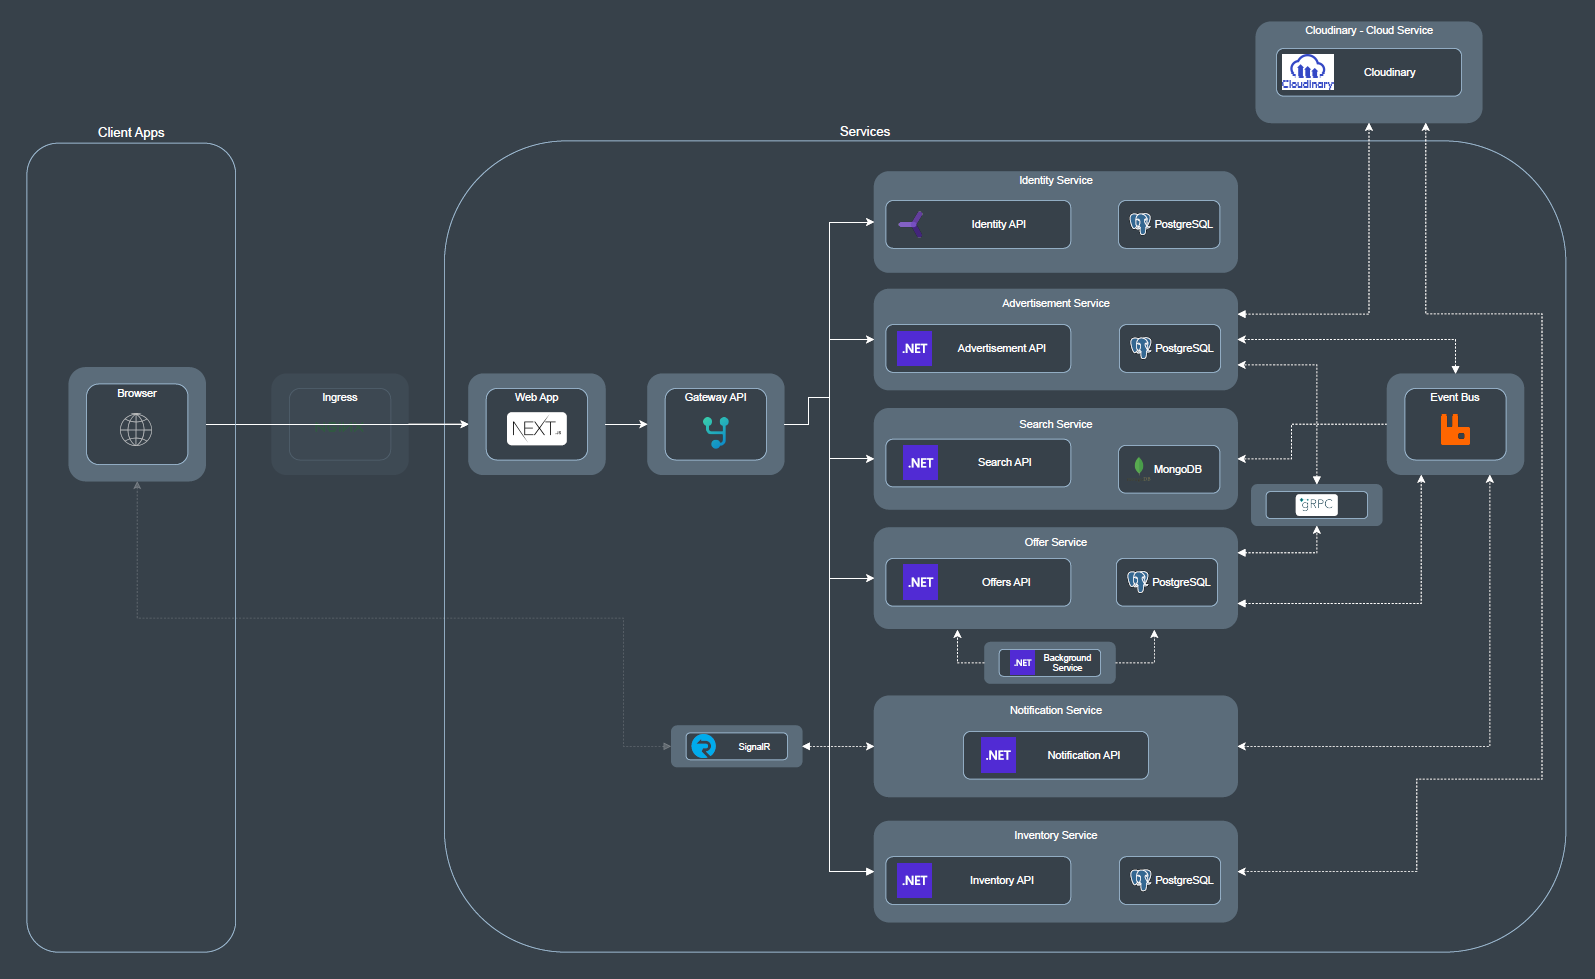 Cloudinary - Cloud Service
Cloudinary
Cloudinary
Client Apps
Services
Identity Service
Identity API
PostgreSQL
Advertisement Service
.NET
Advertisement API
PostgreSQL
Browser
Ingress
Web App
NEXT.JS
Gateway API
Event Bus
Search Service
.NET
Search API
MongoDB
gRPC
Offer Service
.NET
Offers API
PostgreSQL
.NET
Background
Service
Notification Service
.NET
Notification API
SignalR
Inventory Service
.NET
Inventory API
PostgreSQL